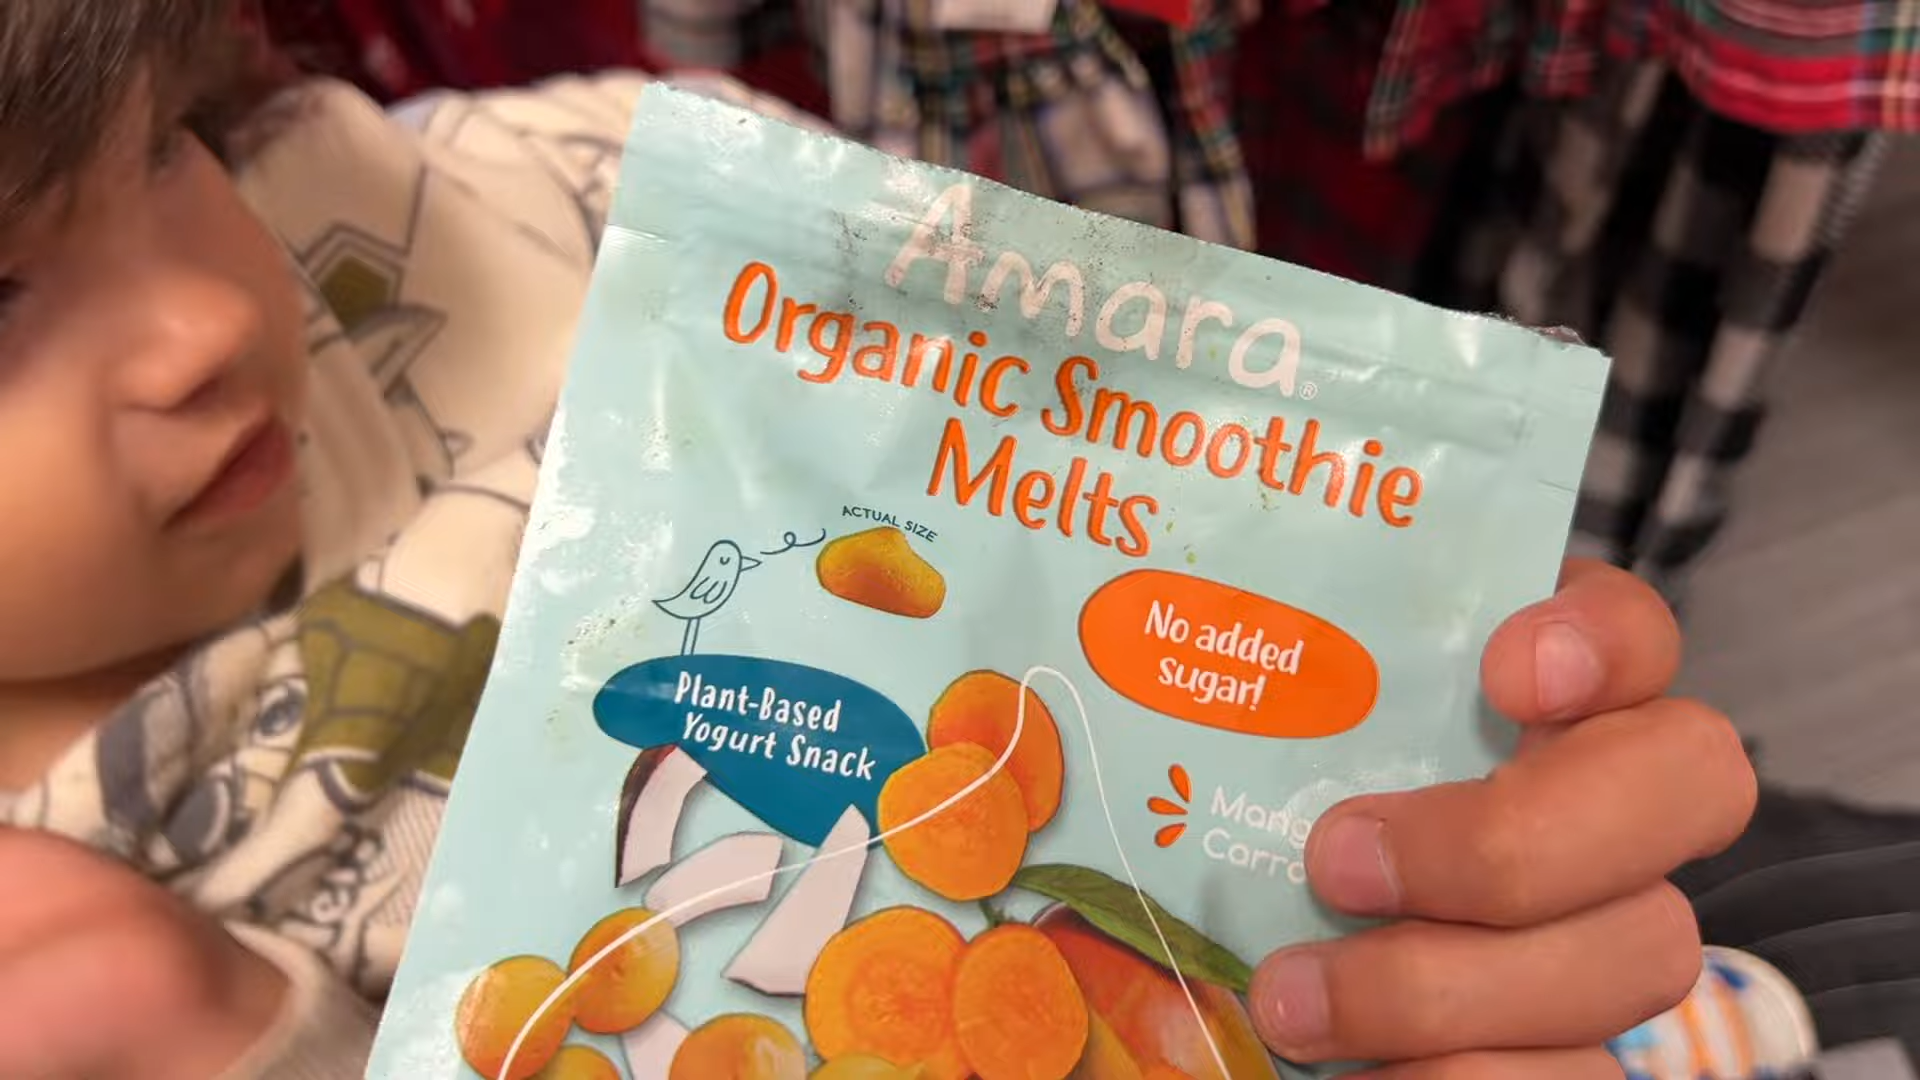 Amara®
Organic Smoothie
Melts
ACTUAL SIZE
No added
sugar!
Plant-Based
Yogurt Snack